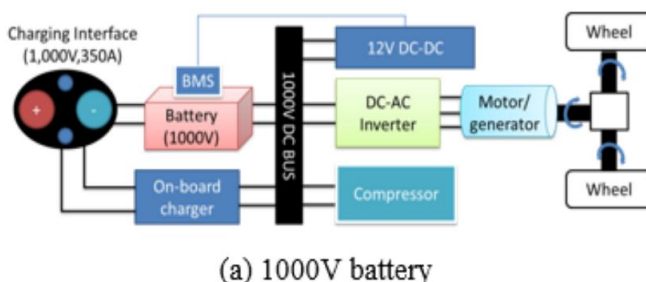 Charging Interface
(1,000V,350A)
+
-
BMS
Battery
(1000V)
On-board
charger
1000V DC BUS
12V DC-DC
DC-AC
Inverter
Compressor
Motor/
generator
Wheel
Wheel
(a) 1000V battery